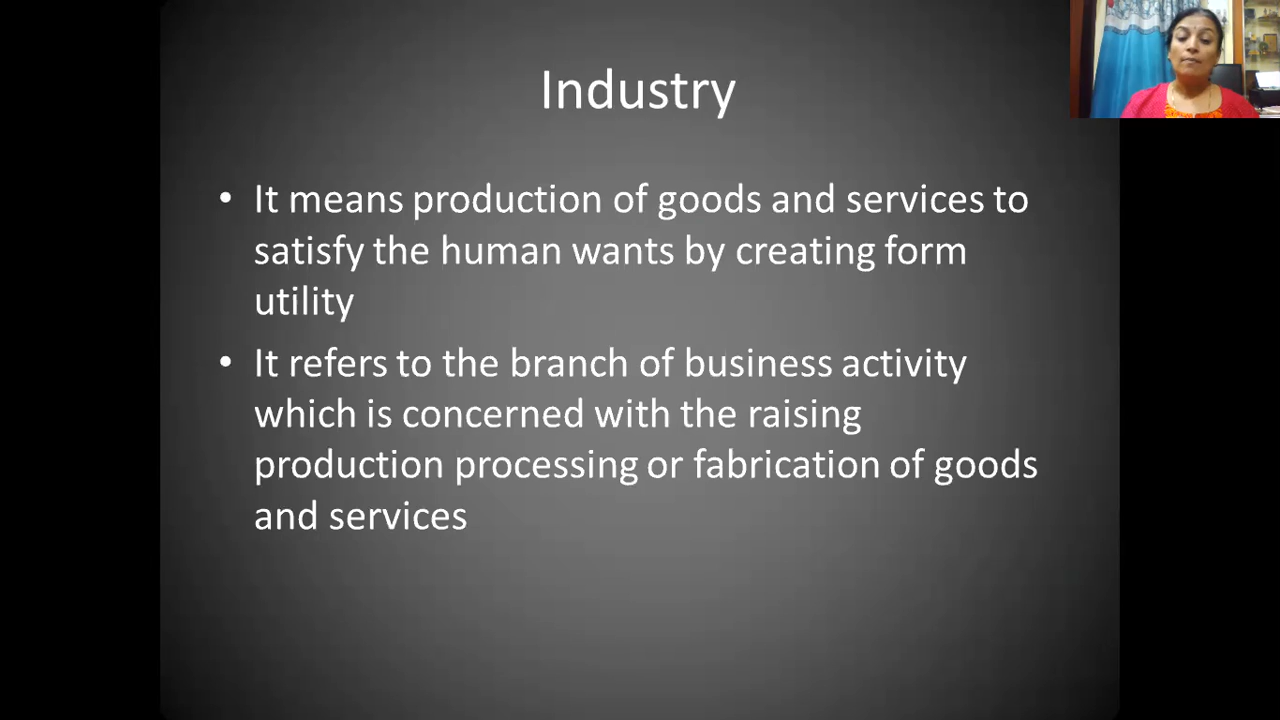 Industry
• It means production of goods and services to
satisfy the human wants by creating form
utility
• It refers to the branch of business activity
which is concerned with the raising
production processing or fabrication of goods
and services